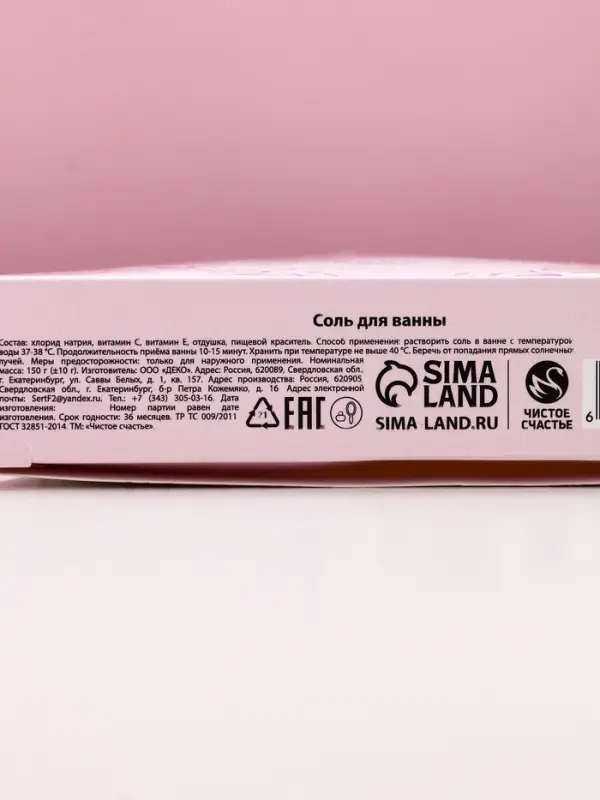 Соль для ванны
Состав: хлорид натрия, витамин С, витамин Е, отдушка, пищевой краситель. Способ применения: растворить соль в ванне с температурой
воды 37-38 °С. Продолжительность приёма ванны 10-15 минут. Хранить при температуре не выше 40 °С. Беречь от попадания прямых солнечных
лучей. Меры предосторожности: только для наружного применения. Номинальная
масса: 150 г (±10 г). Изготовитель: ООО «ДЕКО». Адрес: Россия, 620089, Свердловская обл.,
г. Екатеринбург, ул. Саввы Белых, д. 1, кв. 157. Адрес производства: Россия, 620905
Свердловская обл., г. Екатеринбург, б-р Петра Кожемяко, д. 16 Адрес электронной
почты: SertF2@yandex.ru. Тел.: +7 (343) 305-03-16. Дата
изготовления: Номер партии равен дате
изготовления. Срок годности: 36 месяцев. ТР ТС 009/2011
ГОСТ 32851-2014. ТМ: «Чистое счастье».
21
EAC
SIMA
LAND
SIMA-LAND.RU
ЧИСТОЕ
СЧАСТЬЕ
6